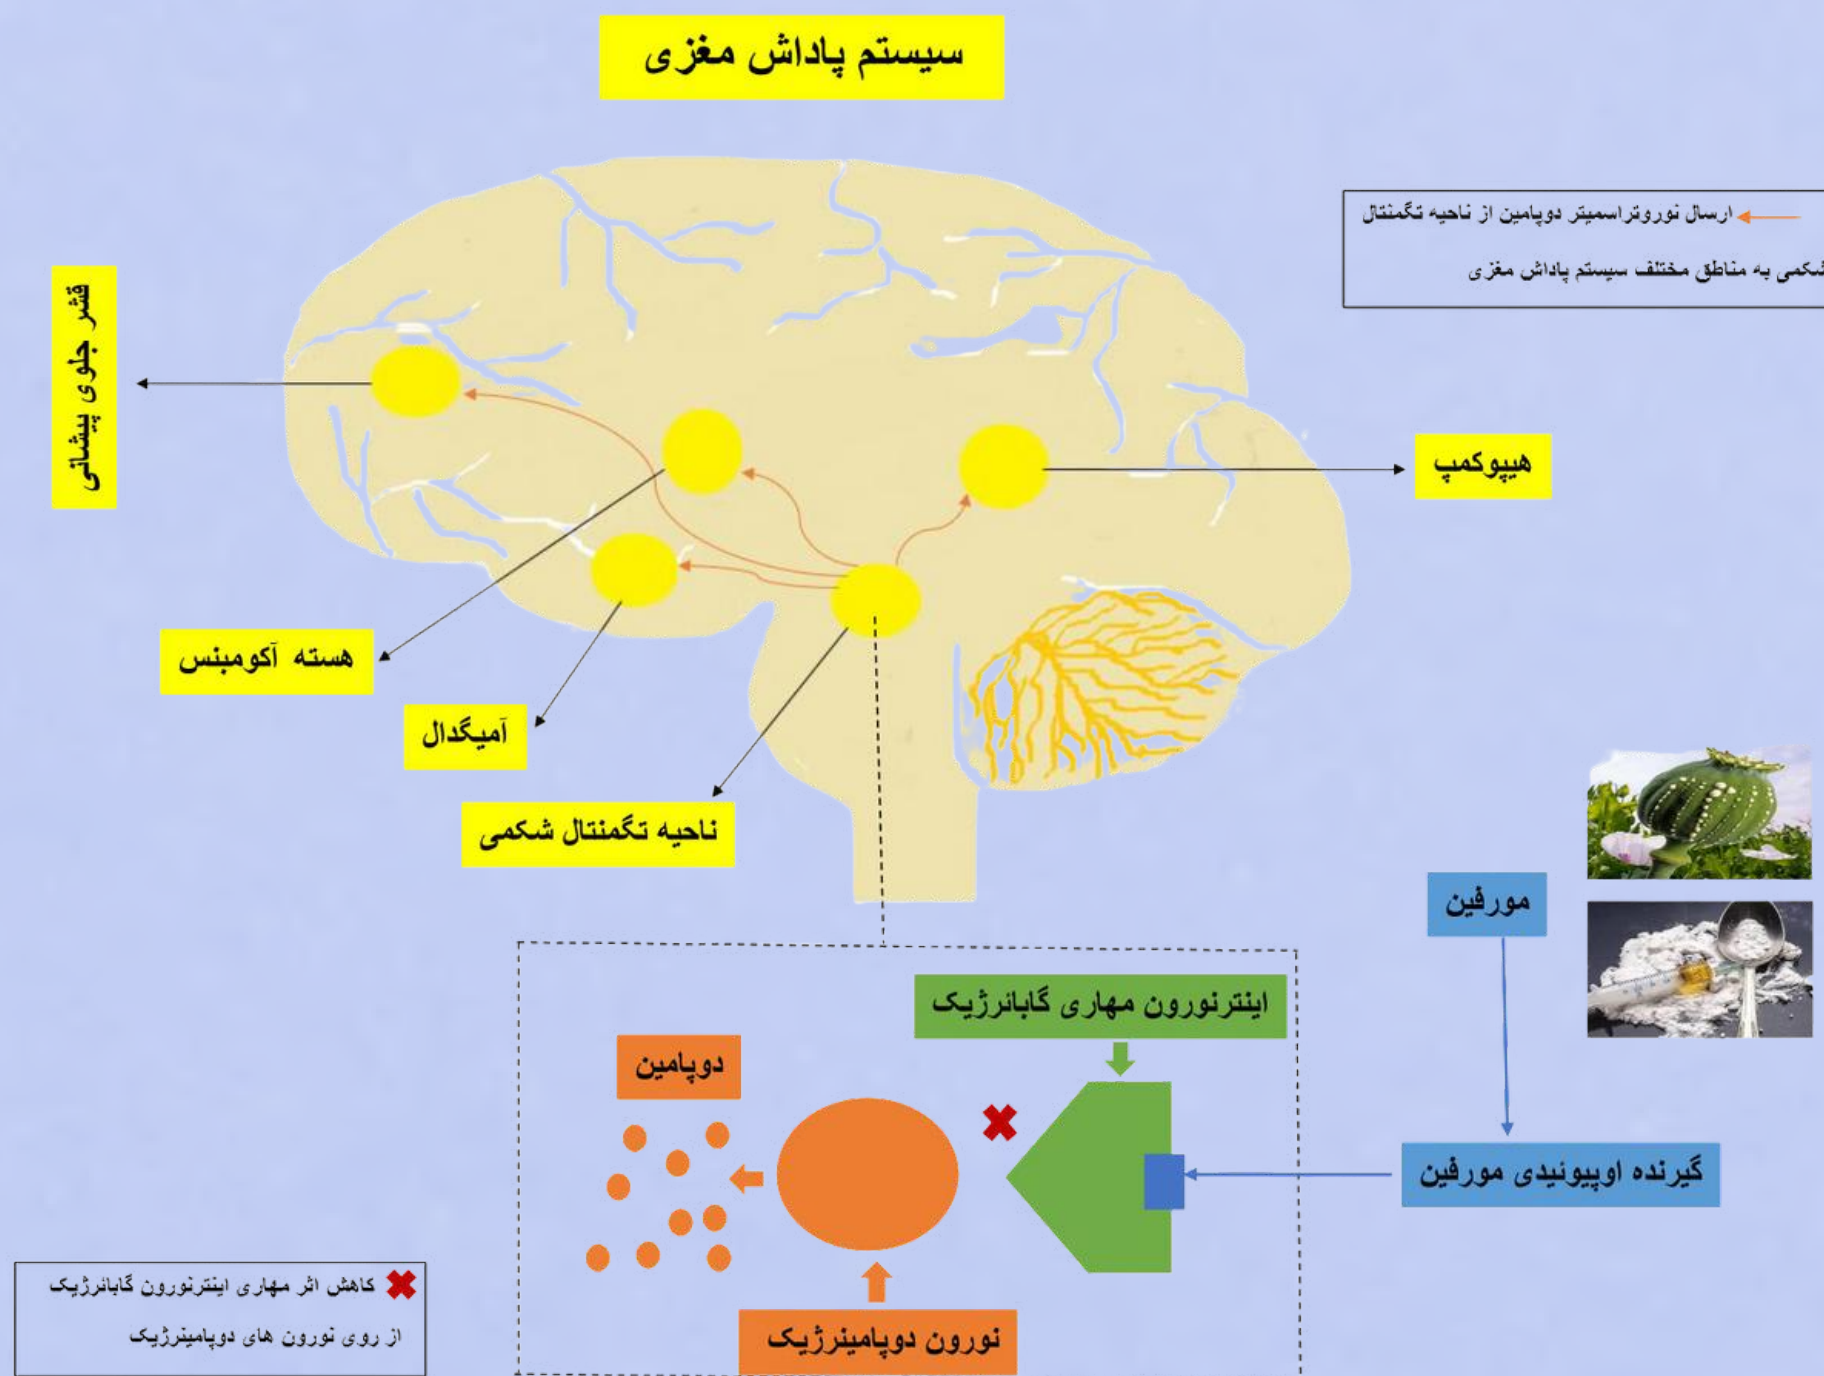 سیستم پاداش مغزی
ارسال نوروتراسمیتر دوپامین از ناحیه تگمنتال
شکمی به مناطق مختلف سیستم پاداش مغزی
قشر جلوی پیشانی
هیپوکمپ
هسته آکومبنس
آمیگدال
ناحیه تگمنتال شکمی
مورفین
اینترنورون مهاری گابائرژیک
دوپامین
گیرنده اوپیوئیدی مورفین
نورون دوپامینرژیک
کاهش اثر مهاری اینترنورون گابائرژیک
از روی نورون های دوپامینرژیک